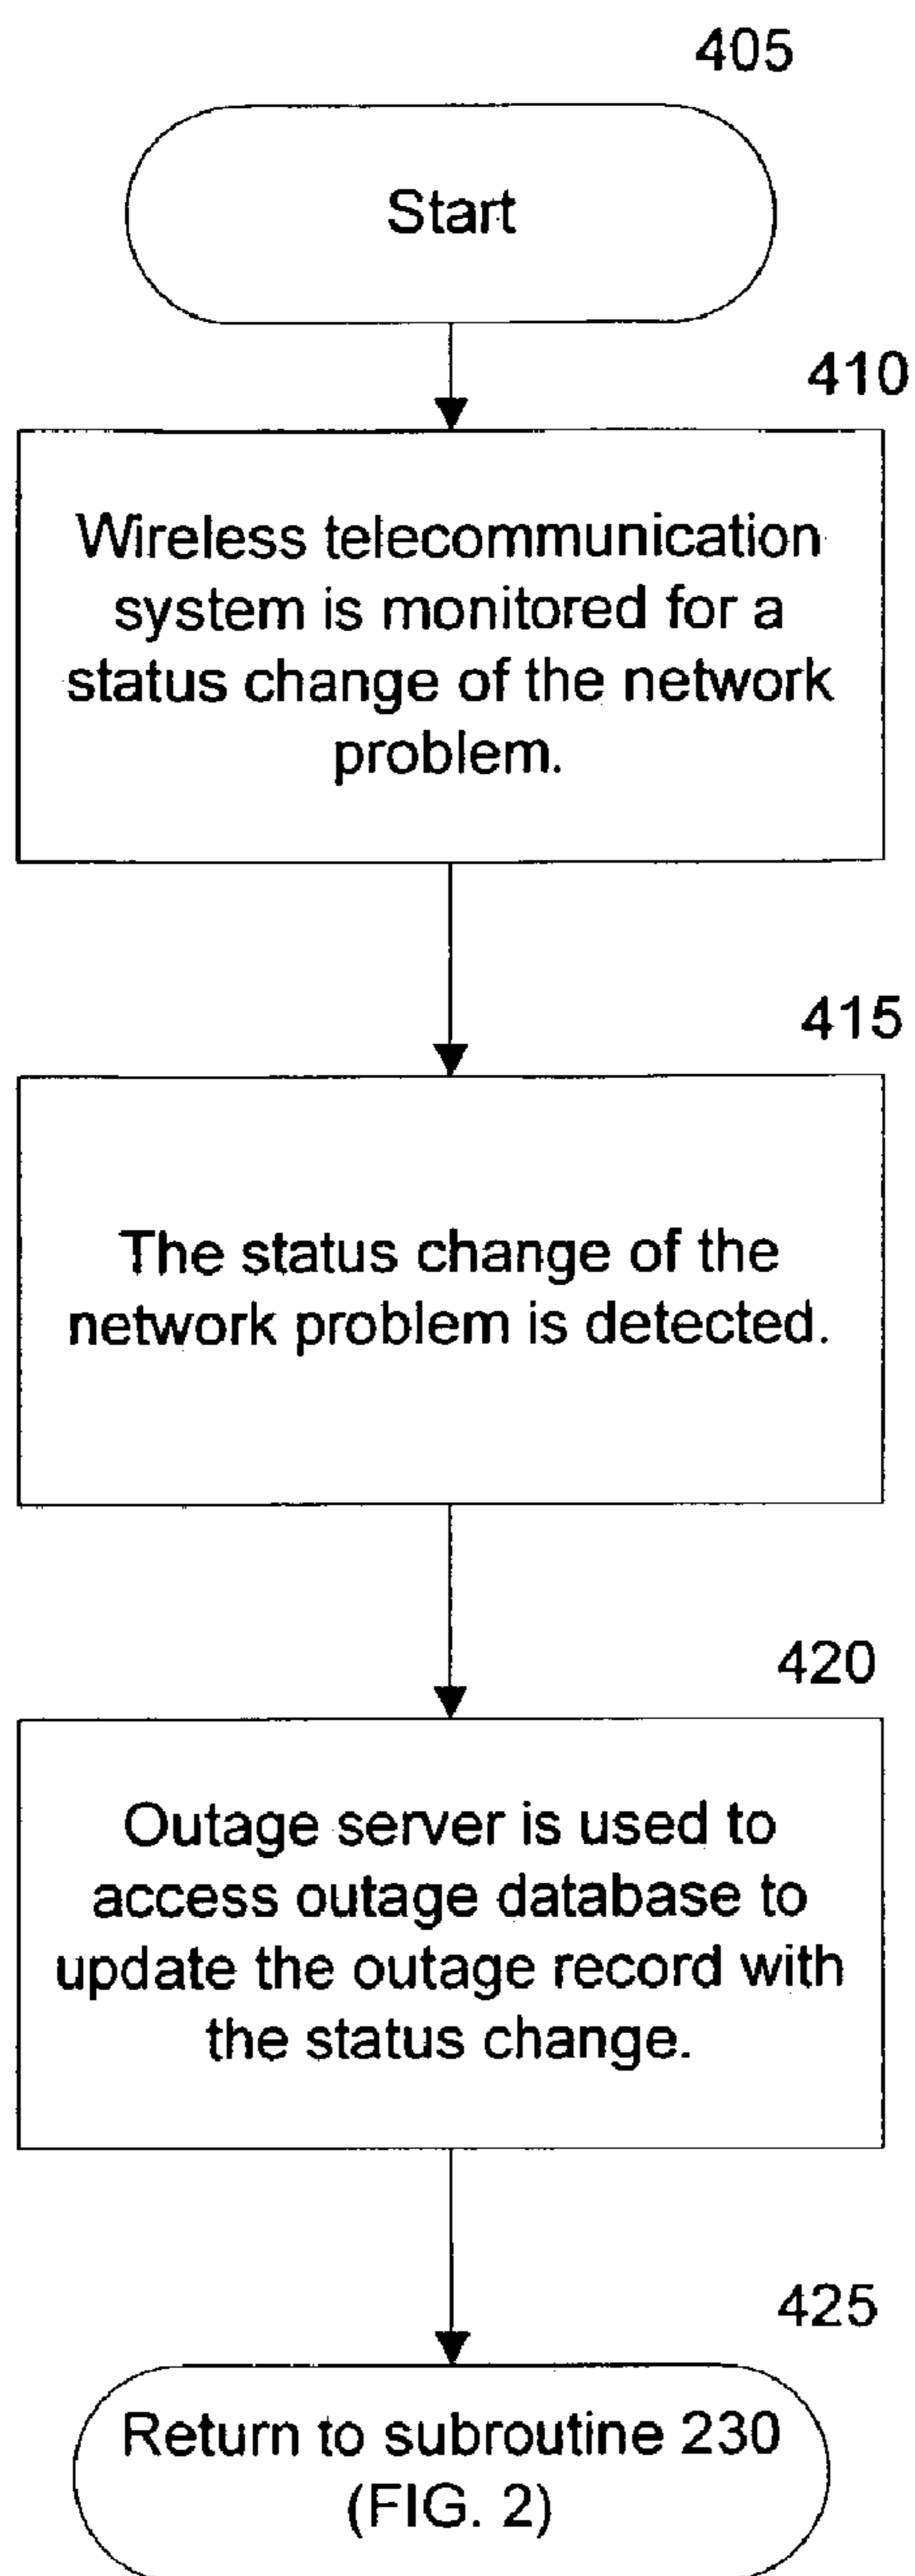 405
Start
410
Wireless telecommunication
system is monitored for a
status change of the network
problem.
415
The status change of the
network problem is detected.
420
Outage server is used to
access outage database to
update the outage record with
the status change.
425
Return to subroutine 230
(FIG. 2)